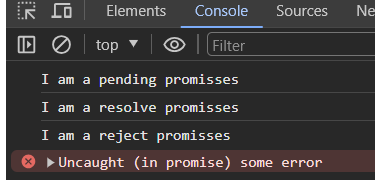 Elements Console Sources
top Filter
I am a pending promisses
I am a resolve promisses
I am a reject promisses
Uncaught (in promise) some error